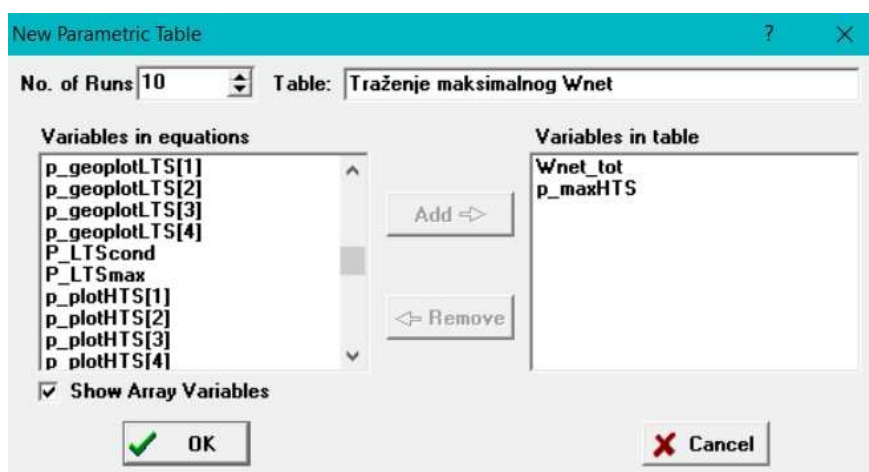 New Parametric Table ? ×
No. of Runs 10 Table: Traženje maksimalnog Wnet
Variables in equations Variables in table
p_geoplotLTS[1]
p_geoplotLTS[2]
p_geoplotLTS[3]
p_geoplotLTS[4]
P_LTScond
P_LTSmax
p_plotHTS[1]
p_plotHTS[2]
p_plotHTS[3]
p_plotHTS[4]
Add
Remove
Wnet_tot
p_maxHTS
Show Array Variables
OK Cancel